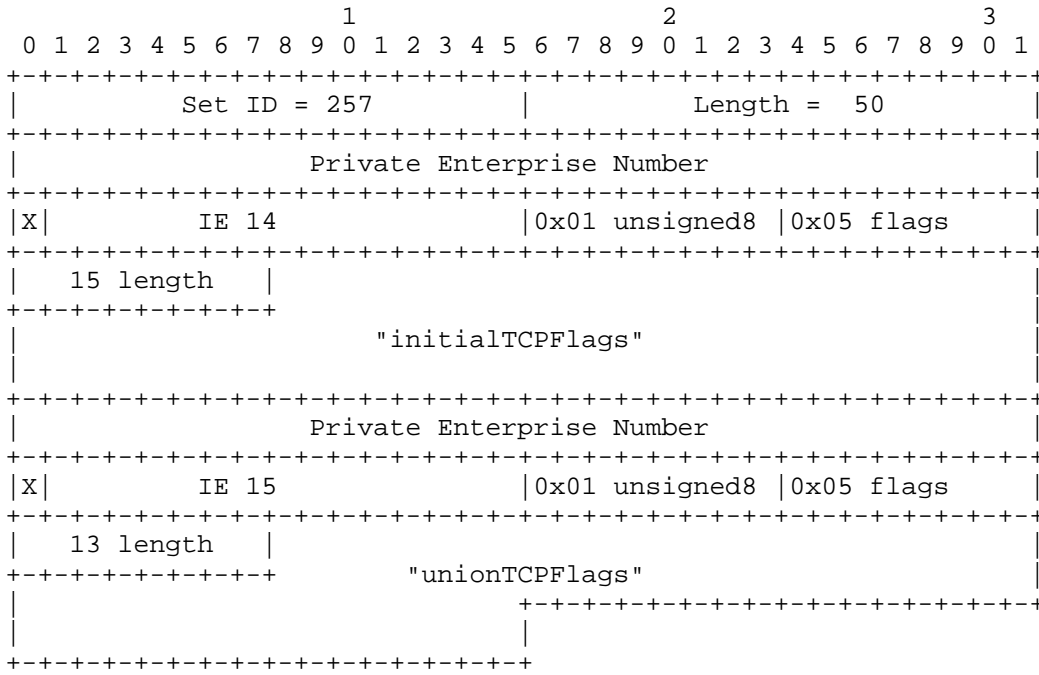 1                   2                   3
 0 1 2 3 4 5 6 7 8 9 0 1 2 3 4 5 6 7 8 9 0 1 2 3 4 5 6 7 8 9 0 1
+-+-+-+-+-+-+-+-+-+-+-+-+-+-+-+-+-+-+-+-+-+-+-+-+-+-+-+-+-+-+-+-+
|          Set ID = 257         |          Length =  50         |
+-+-+-+-+-+-+-+-+-+-+-+-+-+-+-+-+-+-+-+-+-+-+-+-+-+-+-+-+-+-+-+-+
|                  Private Enterprise Number                    |
+-+-+-+-+-+-+-+-+-+-+-+-+-+-+-+-+-+-+-+-+-+-+-+-+-+-+-+-+-+-+-+-+
|X|         IE 14               |0x01 unsigned8 |0x05 flags     |
+-+-+-+-+-+-+-+-+-+-+-+-+-+-+-+-+-+-+-+-+-+-+-+-+-+-+-+-+-+-+-+-+
|   15 length   |                                               |
+-+-+-+-+-+-+-+-+                                               |
|                      "initialTCPFlags"                        |
|                                                               |
+-+-+-+-+-+-+-+-+-+-+-+-+-+-+-+-+-+-+-+-+-+-+-+-+-+-+-+-+-+-+-+-+
|                  Private Enterprise Number                    |
+-+-+-+-+-+-+-+-+-+-+-+-+-+-+-+-+-+-+-+-+-+-+-+-+-+-+-+-+-+-+-+-+
|X|         IE 15               |0x01 unsigned8 |0x05 flags     |
+-+-+-+-+-+-+-+-+-+-+-+-+-+-+-+-+-+-+-+-+-+-+-+-+-+-+-+-+-+-+-+-+
|   13 length   |                                               |
+-+-+-+-+-+-+-+-+        "unionTCPFlags"                        |
|                               +-+-+-+-+-+-+-+-+-+-+-+-+-+-+-+-+
|                               |
+-+-+-+-+-+-+-+-+-+-+-+-+-+-+-+-+